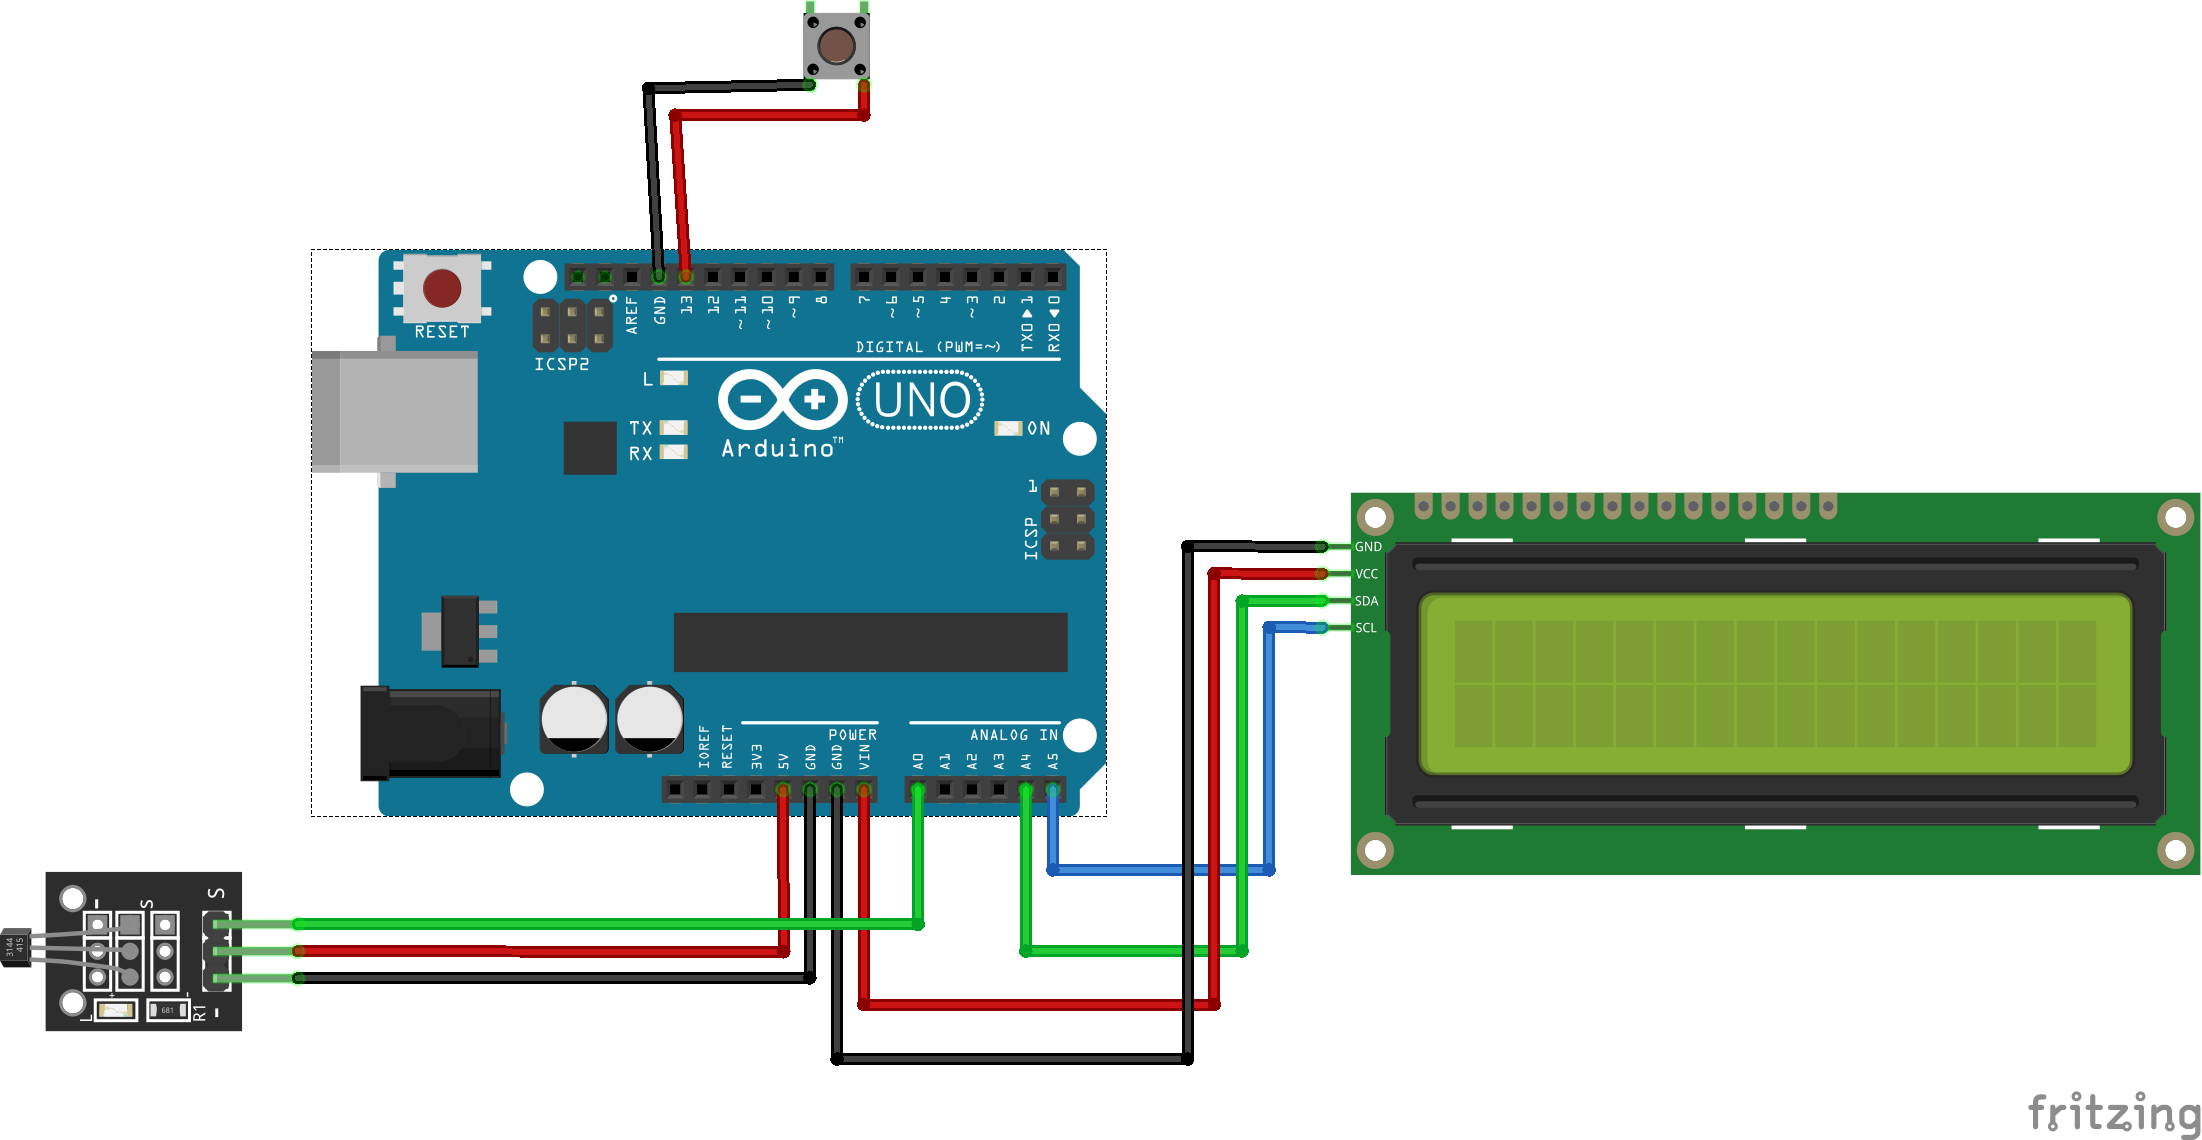 RESET
ICSP2
AREF
GND
13
12
~11
~10
~9
8
7
~6
~5
4
~3
2
TX0 ▶ 1
RX0 ◀ 0
DIGITAL (PWM=~)
L
TX
RX
Arduino™
UNO
ON
1
ICSP
IOREF
RESET
3V3
5V
GND
GND
VIN
POWER
A0
A1
A2
A3
A4
A5
ANALOG IN
GND
VCC
SDA
SCL
3144
415
-
S
S
+
-
L
681
R1
-
fritzing